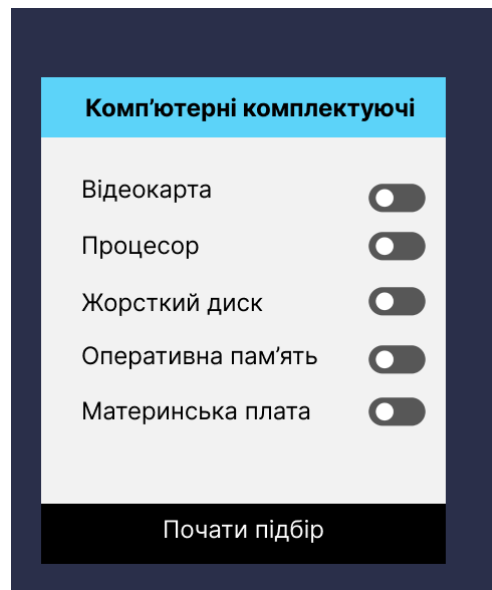 Комп’ютерні комплектуючі
Відеокарта
Процесор
Жорсткий диск
Оперативна пам’ять
Материнська плата
Почати підбір